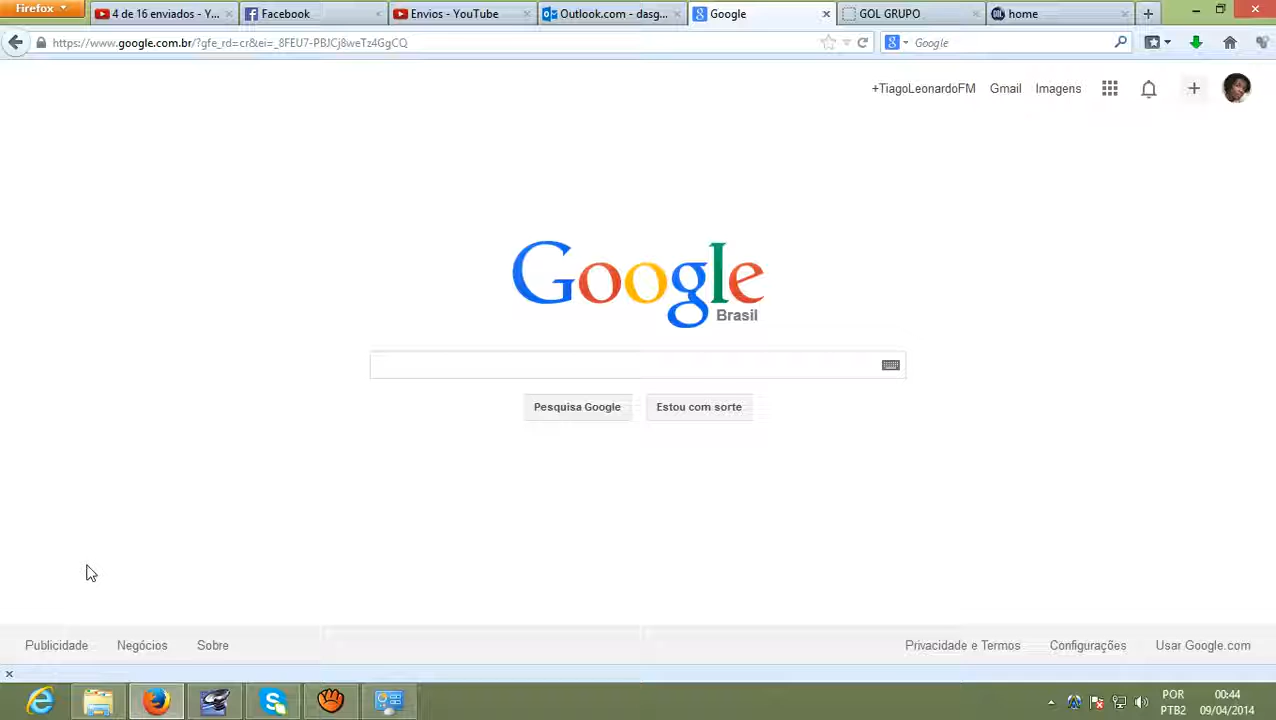 Firefox
4 de 16 enviados - Y...
Facebook
Envios - YouTube
Outlook.com - dasg...
Google
GOL GRUPO
home
https://www.google.com.br/?gfe_rd=cr&ei=_8FEU7-PBJCj8weTz4GgCQ
Google
+TiagoLeonardoFM Gmail Imagens
Google
Brasil
Pesquisa Google Estou com sorte
Publicidade Negócios Sobre Privacidade e Termos Configurações Usar Google.com
POR 00:44
PTB2 09/04/2014